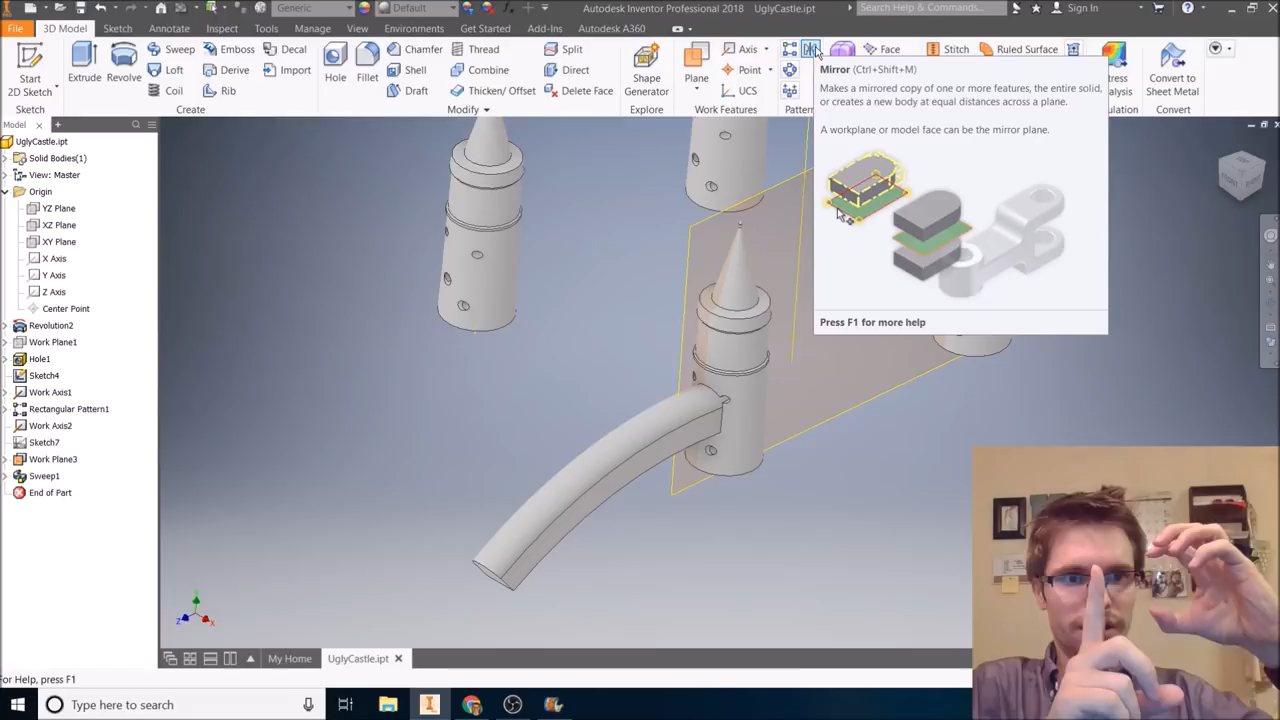 Generic
Default
Autodesk Inventor Professional 2018
UglyCastle.ipt
Search Help & Commands...
Sign In
File
3D Model
Sketch
Annotate
Inspect
Tools
Manage
View
Environments
Get Started
Add-Ins
Autodesk A360
Start
2D Sketch
Sketch
Extrude
Revolve
Sweep
Loft
Coil
Emboss
Derive
Rib
Decal
Import
Create
Hole
Fillet
Chamfer
Shell
Draft
Thread
Combine
Thicken/ Offset
Split
Direct
Delete Face
Modify
Shape
Generator
Explore
Plane
Axis
Point
UCS
Work Features
Pattern
Face
Stitch
Ruled Surface
Convert to
Sheet Metal
Convert
Mirror (Ctrl+Shift+M)
Makes a mirrored copy of one or more features, the entire solid,
or creates a new body at equal distances across a plane.
A workplane or model face can be the mirror plane.
Press F1 for more help
Model
UglyCastle.ipt
Solid Bodies(1)
View: Master
Origin
YZ Plane
XZ Plane
XY Plane
X Axis
Y Axis
Z Axis
Center Point
Revolution2
Work Plane1
Hole1
Sketch4
Work Axis1
Rectangular Pattern1
Work Axis2
Sketch7
Work Plane3
Sweep1
End of Part
My Home
UglyCastle.ipt
For Help, press F1
Type here to search